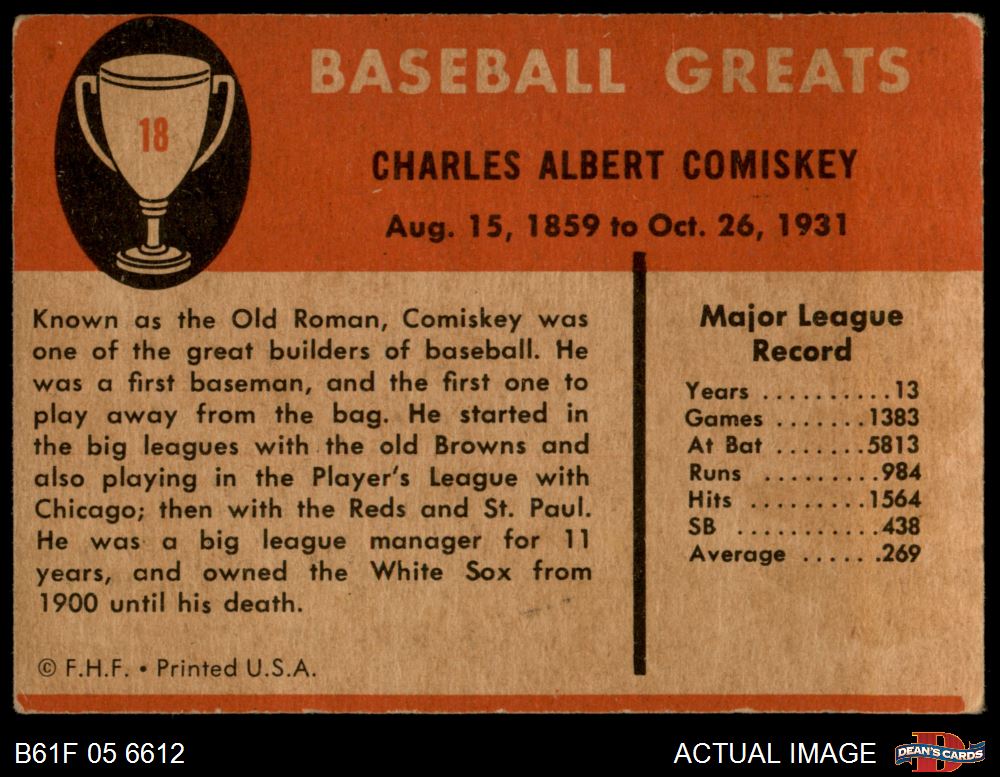 18
BASEBALL GREATS
CHARLES ALBERT COMISKEY
Aug. 15, 1859 to Oct. 26, 1931
Known as the Old Roman, Comiskey was
one of the great builders of baseball. He
was a first baseman, and the first one to
play away from the bag. He started in
the big leagues with the old Browns and
also playing in the Player's League with
Chicago; then with the Reds and St. Paul.
He was a big league manager for 11
years, and owned the White Sox from
1900 until his death.
© F.H.F. • Printed U.S.A.
Major League
Record
Years ..........13
Games .......1383
At Bat .......5813
Runs .........984
Hits .........1564
SB ...........438
Average ......269
B61F 05 6612
ACTUAL IMAGE
D
DEAN'S CARDS